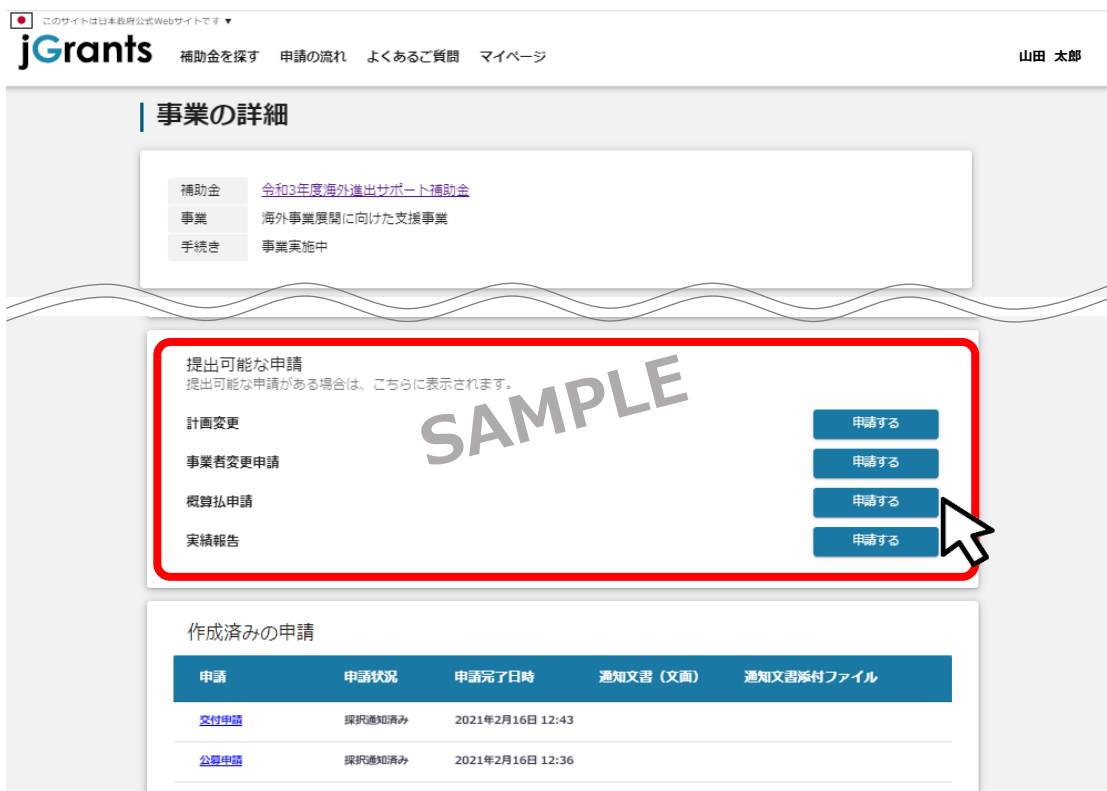 このサイトは日本政府公式Webサイトです ▼
jGrants 補助金を探す 申請の流れ よくあるご質問 マイページ 山田 太郎
事業の詳細
補助金 令和3年度海外進出サポート補助金
事業 海外事業展開に向けた支援事業
手続き 事業実施中
提出可能な申請
提出可能な申請がある場合は、こちらに表示されます。
SAMPLE
計画変更 申請する
事業者変更申請 申請する
概算払申請 申請する
実績報告 申請する
作成済みの申請
申請 申請状況 申請完了日時 通知文書（文面） 通知文書添付ファイル
交付申請 採択通知済み 2021年2月16日 12:43
公募申請 採択通知済み 2021年2月16日 12:36